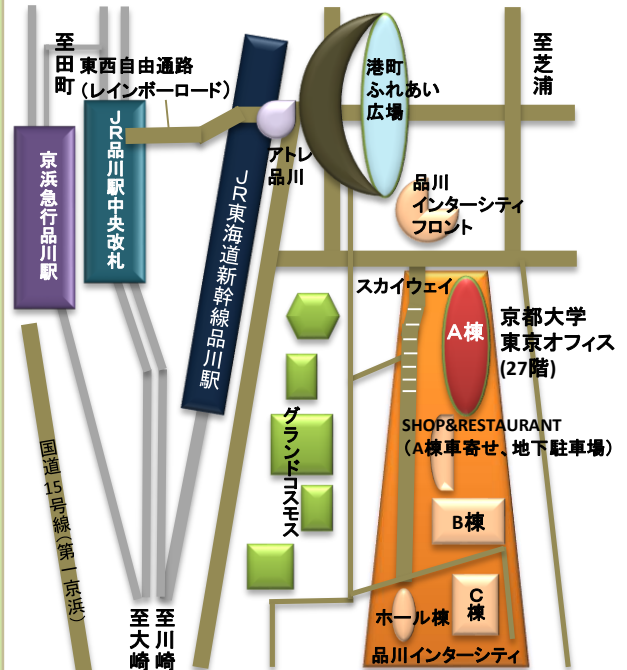 至田町
東西自由通路
（レインボーロード）
港町
ふれあい
広場
至芝浦
京浜急行品川駅
ＪＲ品川駅中央改札
アトレ
品川
ＪＲ東海道新幹線品川駅
品川
インターシティ
フロント
スカイウェイ
A棟
京都大学
東京オフィス
(27階)
SHOP&RESTAURANT
（A棟車寄せ、地下駐車場）
グランドコスモス
国道15号線（第一京浜）
B棟
C棟
ホール棟
品川インターシティ
至大崎
至川崎